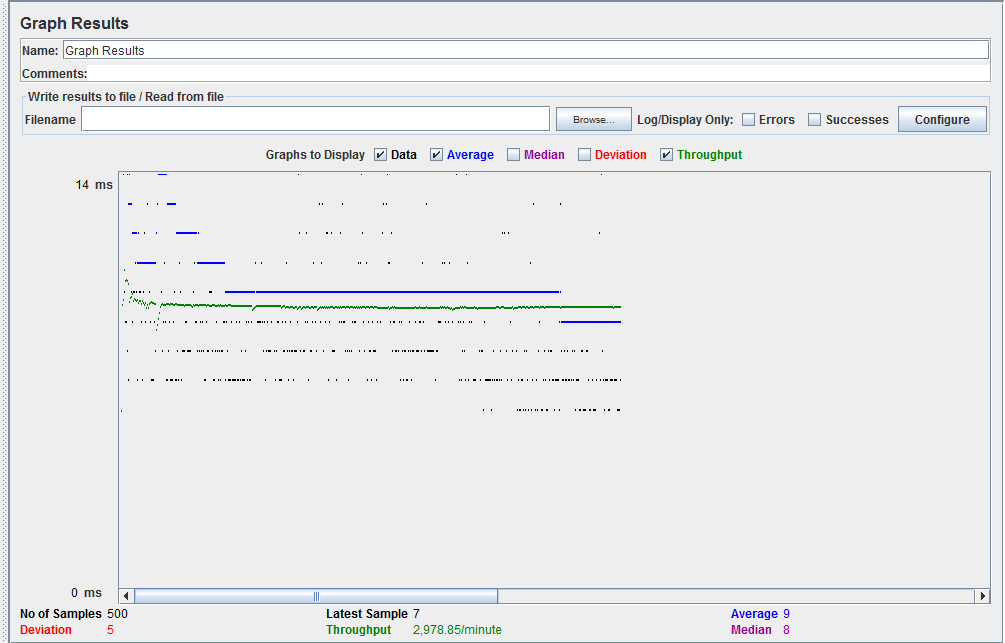 Graph Results
Name: Graph Results
Comments:
Write results to file / Read from file
Filename Browse... Log/Display Only: Errors Successes Configure
Graphs to Display Data Average Median Deviation Throughput
14 ms
0 ms
No of Samples 500 Latest Sample 7 Average 9
Deviation 5 Throughput 2,978.85/minute Median 8